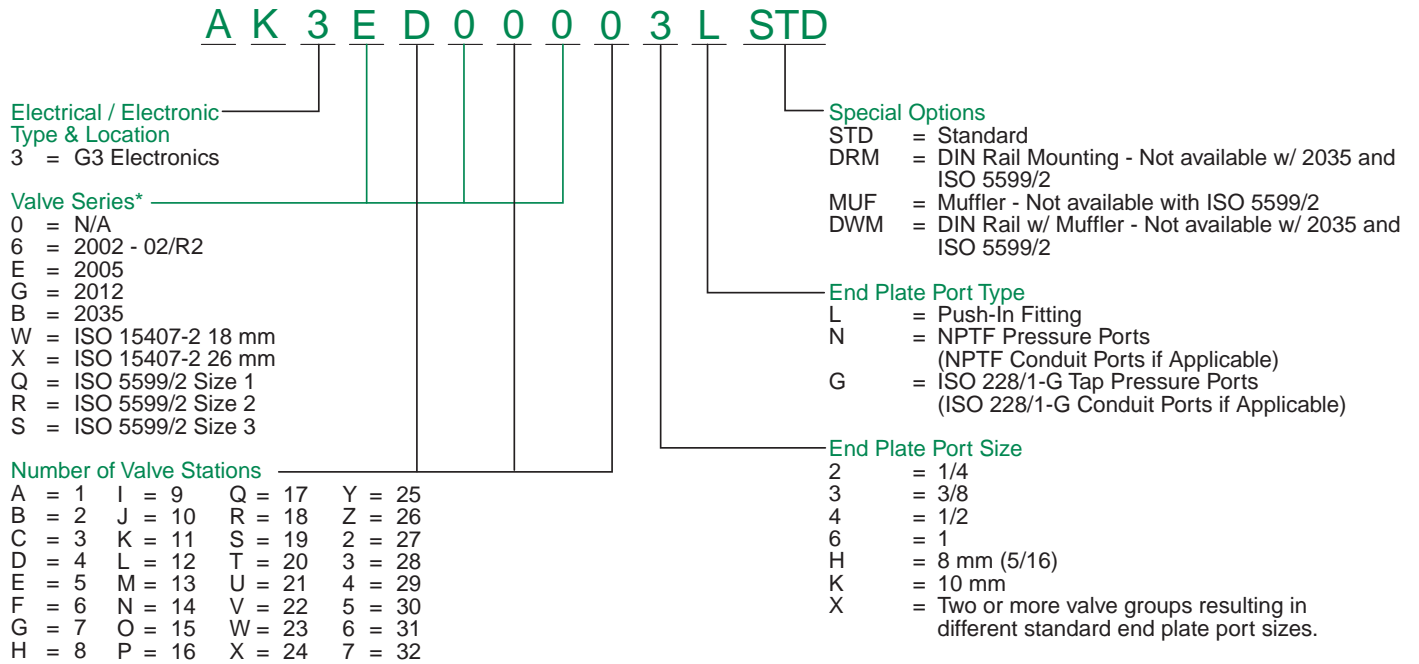 A K 3 E D 0 0 0 0 3 L STD
Electrical / Electronic
Type & Location
3 = G3 Electronics
Valve Series*
0 = N/A
6 = 2002 - 02/R2
E = 2005
G = 2012
B = 2035
W = ISO 15407-2 18 mm
X = ISO 15407-2 26 mm
Q = ISO 5599/2 Size 1
R = ISO 5599/2 Size 2
S = ISO 5599/2 Size 3
Number of Valve Stations
A = 1 I = 9 Q = 17 Y = 25
B = 2 J = 10 R = 18 Z = 26
C = 3 K = 11 S = 19 2 = 27
D = 4 L = 12 T = 20 3 = 28
E = 5 M = 13 U = 21 4 = 29
F = 6 N = 14 V = 22 5 = 30
G = 7 O = 15 W = 23 6 = 31
H = 8 P = 16 X = 24 7 = 32
Special Options
STD = Standard
DRM = DIN Rail Mounting - Not available w/ 2035 and
ISO 5599/2
MUF = Muffler - Not available with ISO 5599/2
DWM = DIN Rail w/ Muffler - Not available w/ 2035 and
ISO 5599/2
End Plate Port Type
L = Push-In Fitting
N = NPTF Pressure Ports
(NPTF Conduit Ports if Applicable)
G = ISO 228/1-G Tap Pressure Ports
(ISO 228/1-G Conduit Ports if Applicable)
End Plate Port Size
2 = 1/4
3 = 3/8
4 = 1/2
6 = 1
H = 8 mm (5/16)
K = 10 mm
X = Two or more valve groups resulting in
different standard end plate port sizes.